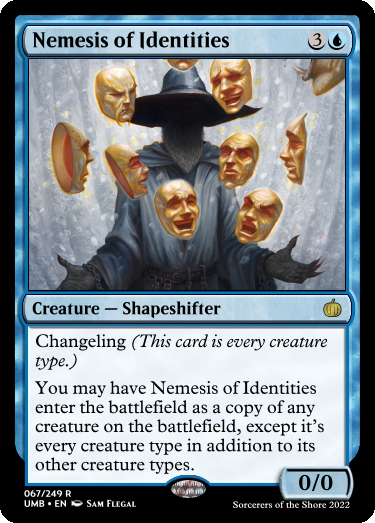 Nemesis of Identities 3
Creature — Shapeshifter
Changeling (This card is every creature
type.)
You may have Nemesis of Identities
enter the battlefield as a copy of any
creature on the battlefield, except it's
every creature type in addition to its
other creature types.
0/0
067/249 R
UMB • EN Sam Flegal
Sorcerers of the Shore 2022